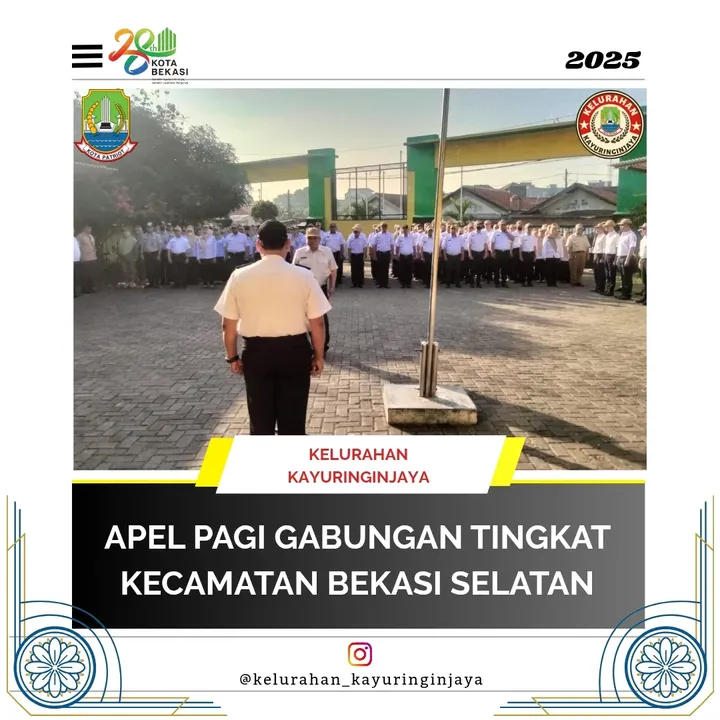 28th
KOTA
BEKASI
2025
KOTA PATRIOT
KELURAHAN
KAYURINGINJAYA
KELURAHAN
KAYURINGINJAYA
APEL PAGI GABUNGAN TINGKAT
KECAMATAN BEKASI SELATAN
@kelurahan_kayuringinjaya